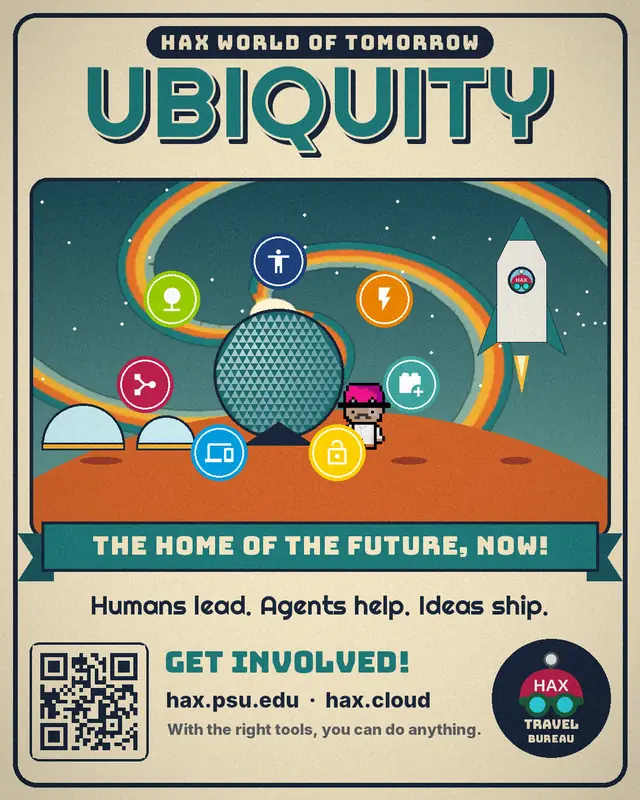 HAX WORLD OF TOMORROW
UBIQUITY
HAX
THE HOME OF THE FUTURE, NOW!
Humans lead. Agents help. Ideas ship.
GET INVOLVED!
hax.psu.edu · hax.cloud
With the right tools, you can do anything.
HAX
TRAVEL
BUREAU